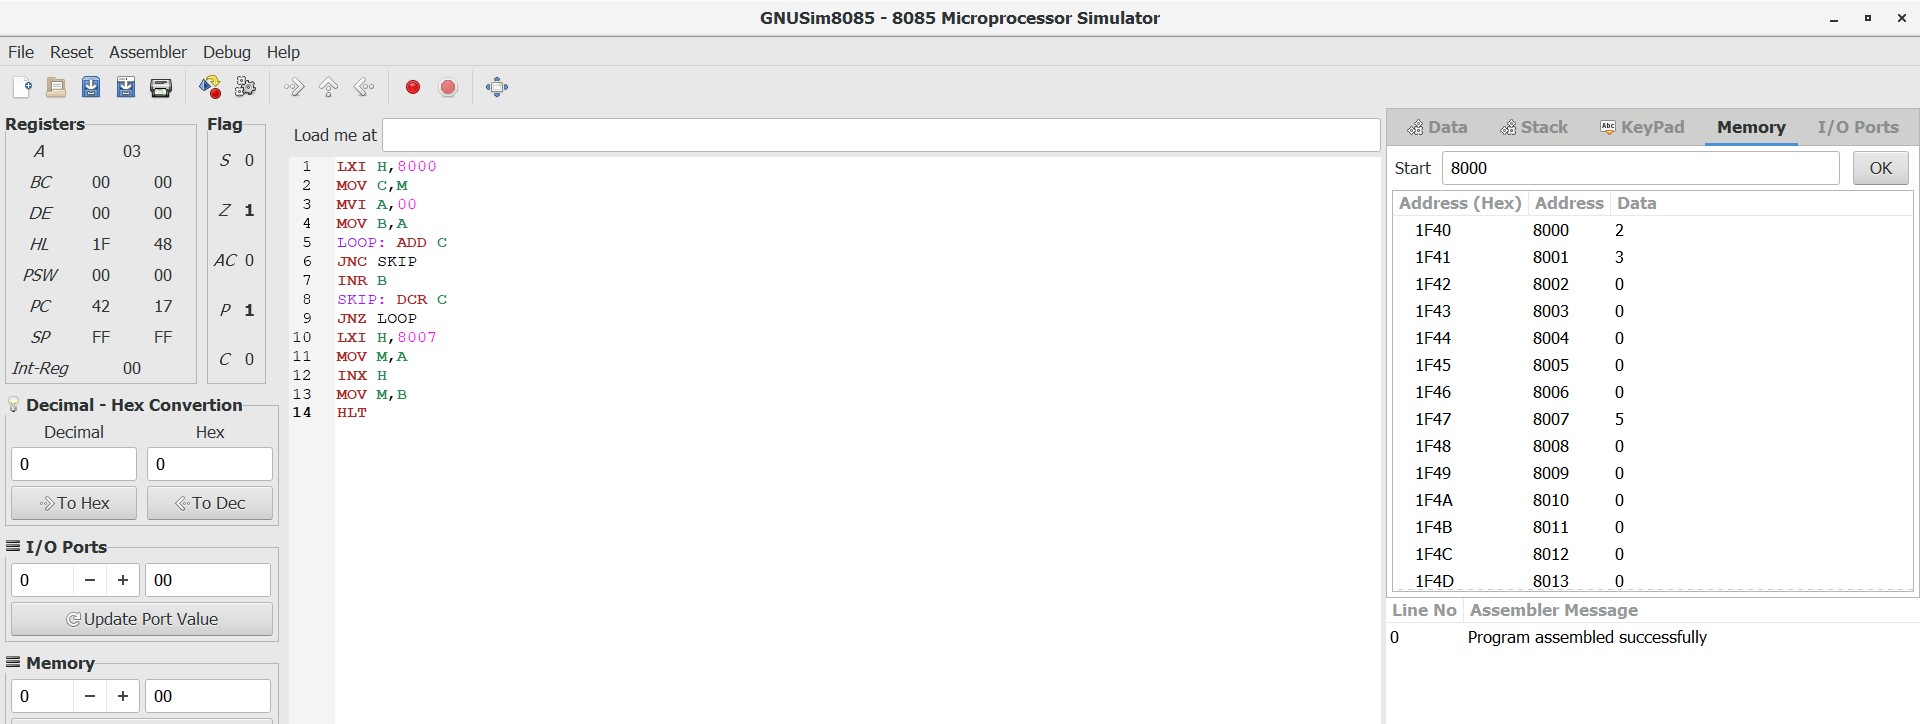 GNUSim8085 - 8085 Microprocessor Simulator
File Reset Assembler Debug Help
Registers
A 03
BC 00 00
DE 00 00
HL 1F 48
PSW 00 00
PC 42 17
SP FF FF
Int-Reg 00
Flag
S 0
Z 1
AC 0
P 1
C 0
Decimal - Hex Convertion
Decimal Hex
0 0
To Hex To Dec
I/O Ports
0 − + 00
Update Port Value
Memory
0 − + 00
Load me at
1 LXI H,8000
2 MOV C,M
3 MVI A,00
4 MOV B,A
5 LOOP: ADD C
6 JNC SKIP
7 INR B
8 SKIP: DCR C
9 JNZ LOOP
10 LXI H,8007
11 MOV M,A
12 INX H
13 MOV M,B
14 HLT
Data Stack Abc KeyPad Memory I/O Ports
Start 8000 OK
Address (Hex) Address Data
1F40 8000 2
1F41 8001 3
1F42 8002 0
1F43 8003 0
1F44 8004 0
1F45 8005 0
1F46 8006 0
1F47 8007 5
1F48 8008 0
1F49 8009 0
1F4A 8010 0
1F4B 8011 0
1F4C 8012 0
1F4D 8013 0
Line No Assembler Message
0 Program assembled successfully